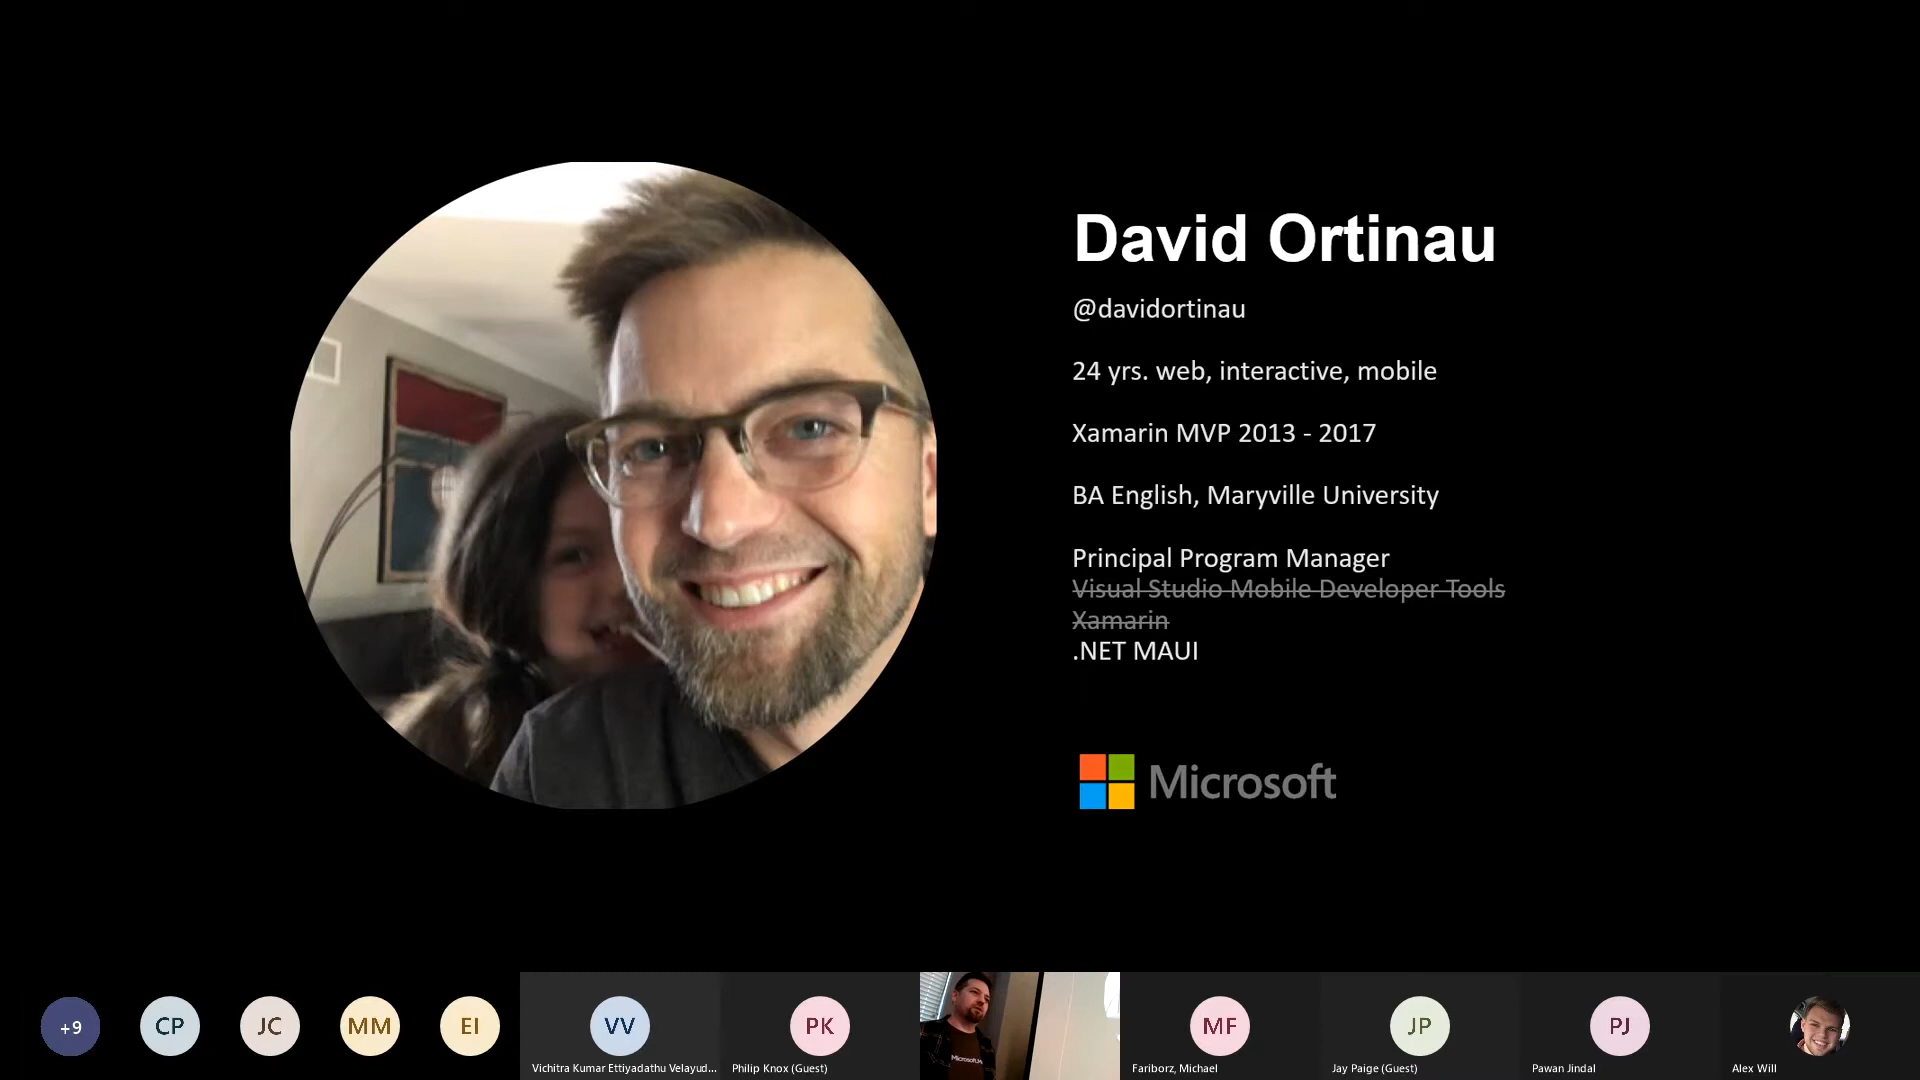 David Ortinau
@davidortinau
24 yrs. web, interactive, mobile
Xamarin MVP 2013 - 2017
BA English, Maryville University
Principal Program Manager
Visual Studio Mobile Developer Tools
Xamarin
.NET MAUI
Microsoft
+9
CP
JC
MM
EI
VV
PK
MF
JP
PJ
Microsoft
Vichitra Kumar Ettiyadathu Velayud...
Philip Knox (Guest)
Fariborz, Michael
Jay Paige (Guest)
Pawan Jindal
Alex Will